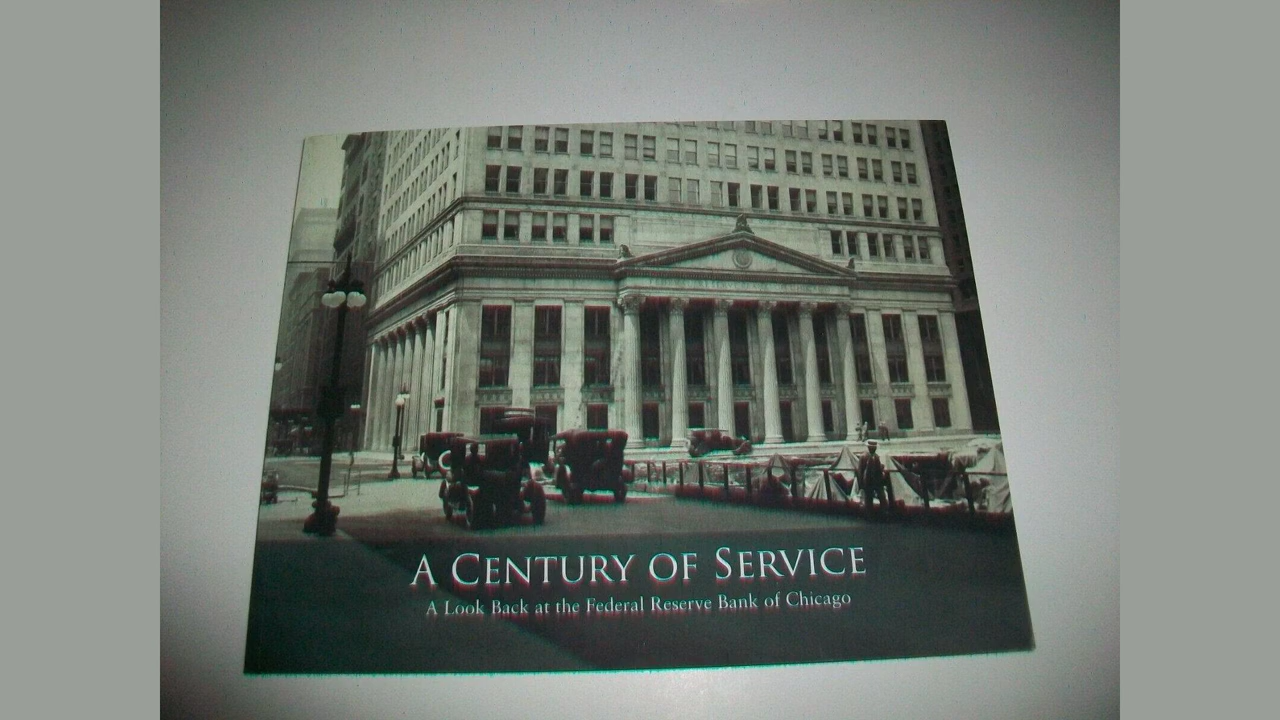 A CENTURY OF SERVICE
A Look Back at the Federal Reserve Bank of Chicago